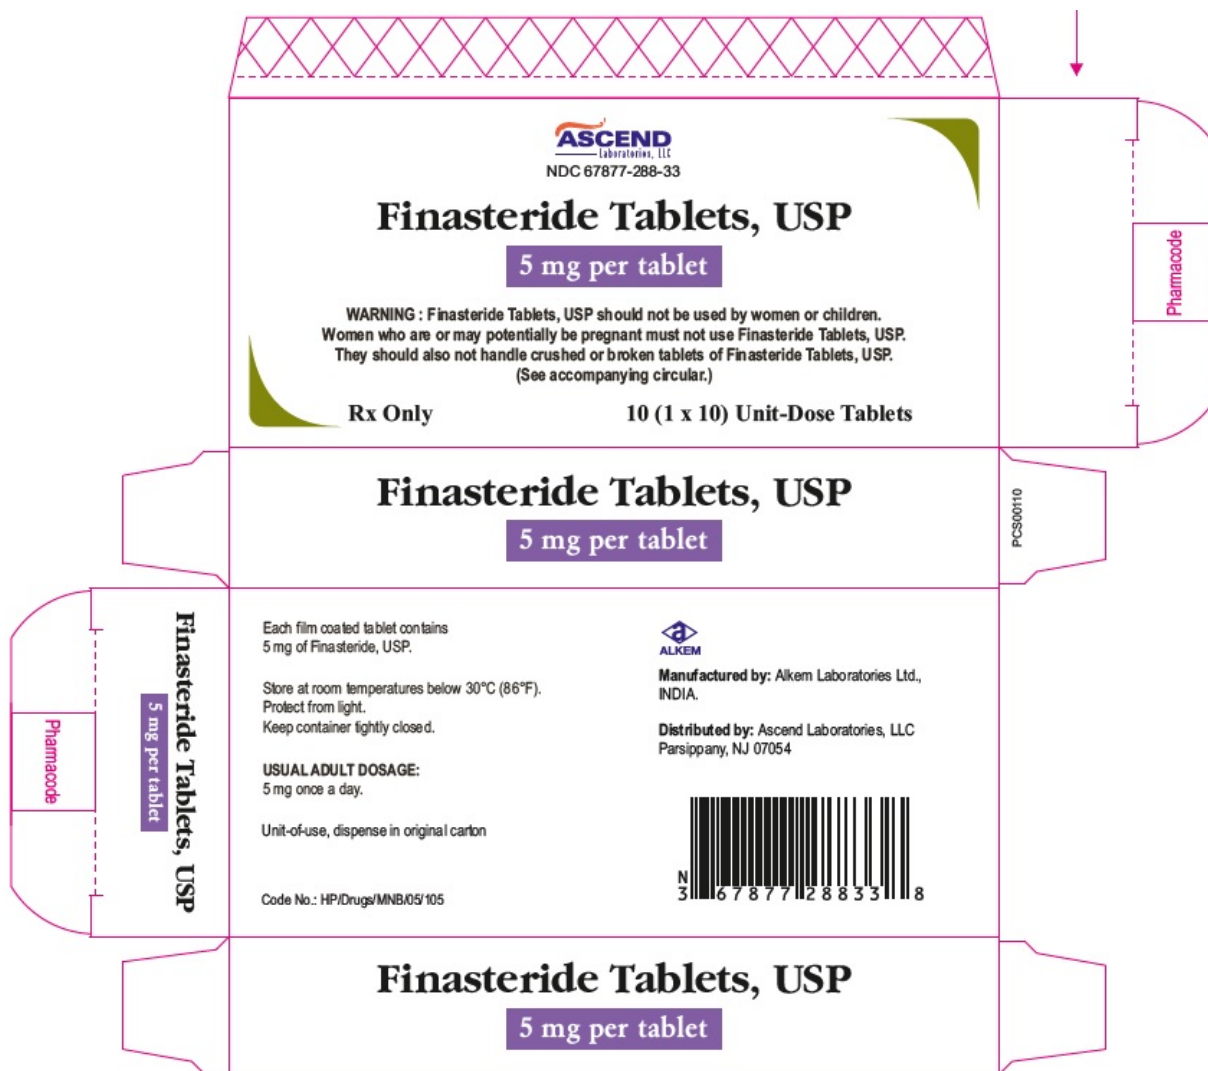 ASCEND
Laboratories, LLC
NDC 67877-288-33
Finasteride Tablets, USP
5 mg per tablet
WARNING : Finasteride Tablets, USP should not be used by women or children.
Women who are or may potentially be pregnant must not use Finasteride Tablets, USP.
They should also not handle crushed or broken tablets of Finasteride Tablets, USP.
(See accompanying circular.)
Rx Only
10 (1 x 10) Unit-Dose Tablets
Pharmacode
Finasteride Tablets, USP
5 mg per tablet
PCS00110
Pharmacode
Finasteride Tablets, USP
5 mg per tablet
Each film coated tablet contains
5 mg of Finasteride, USP.
Store at room temperatures below 30°C (86°F).
Protect from light.
Keep container tightly closed.
USUAL ADULT DOSAGE:
5 mg once a day.
Unit-of-use, dispense in original carton
Code No.: HP/Drugs/MNB/05/105
a
ALKEM
Manufactured by: Alkem Laboratories Ltd.,
INDIA.
Distributed by: Ascend Laboratories, LLC
Parsippany, NJ 07054
N
3 67877 28833 8
Finasteride Tablets, USP
5 mg per tablet